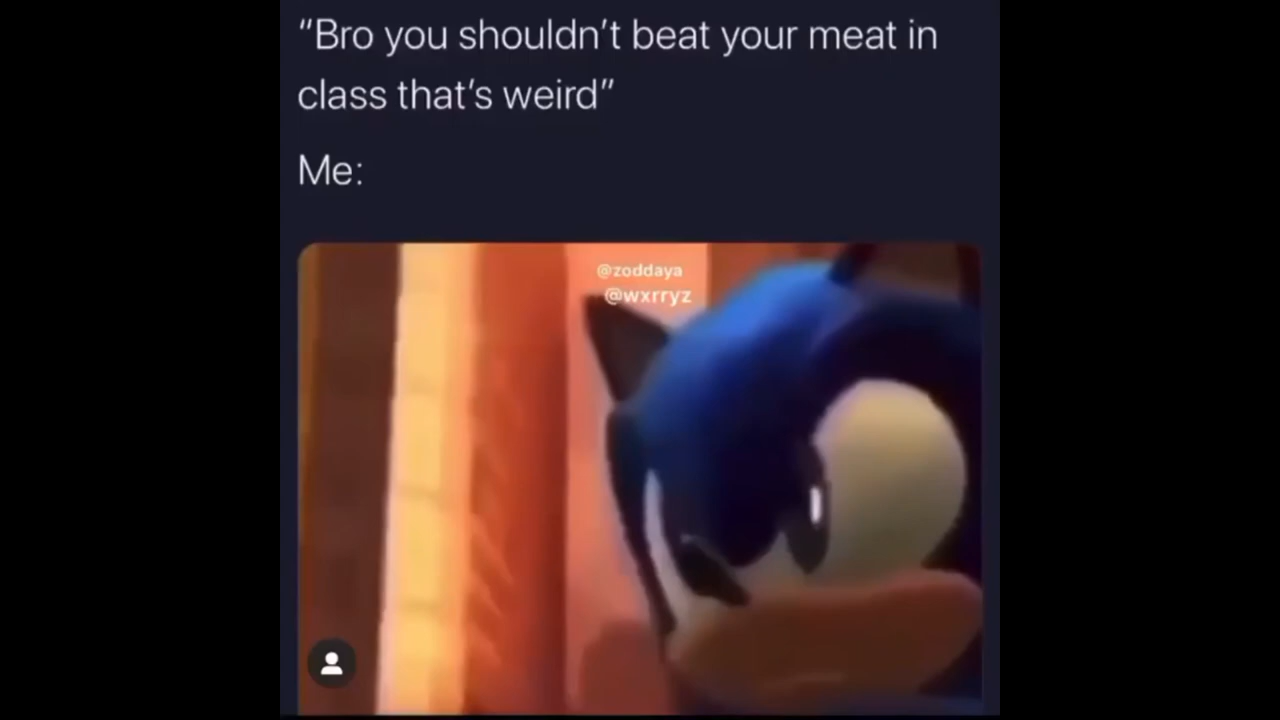 “Bro you shouldn’t beat your meat in
class that’s weird”
Me:
@zoddaya
@wxrryz